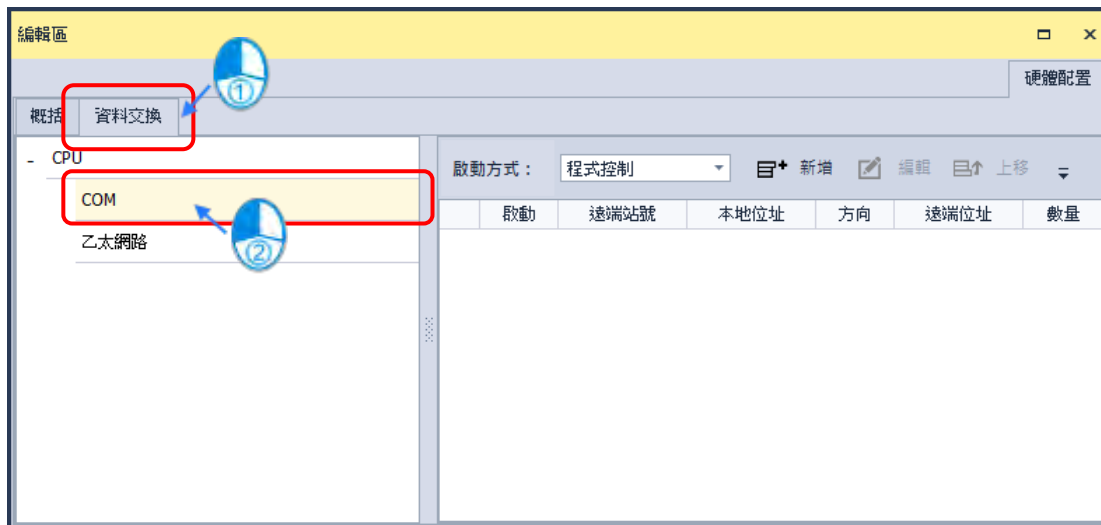 編輯區
硬體配置
概括 資料交換
- CPU
COM
乙太網路
啟動方式： 程式控制 新增 編輯 上移
啟動 遠端站號 本地位址 方向 遠端位址 數量
①
②